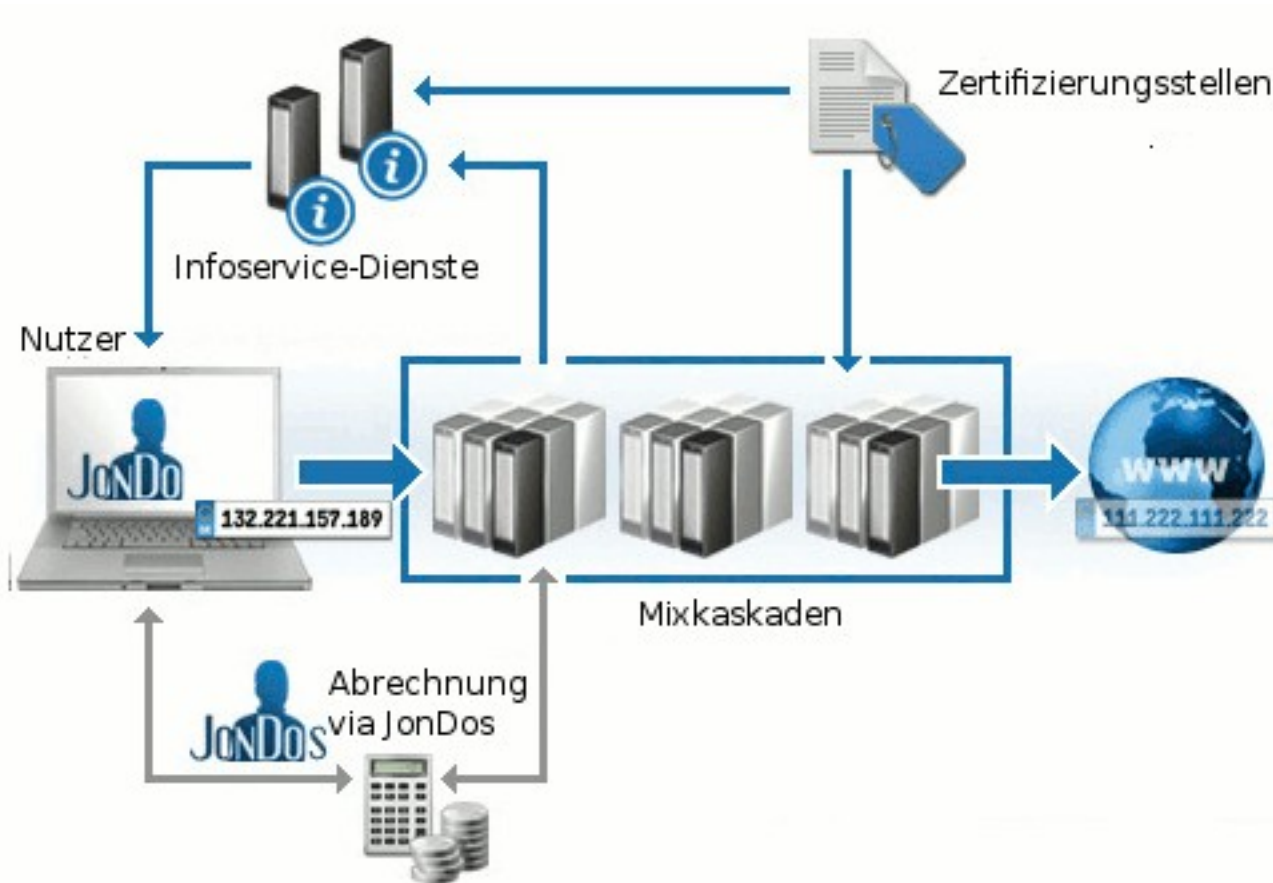 Zertifizierungsstellen
i
i
Infoservice-Dienste
Nutzer
JonDo
132.221.157.189
www
111.222.111.222
Mixkaskaden
Abrechnung
via JonDos
JonDos